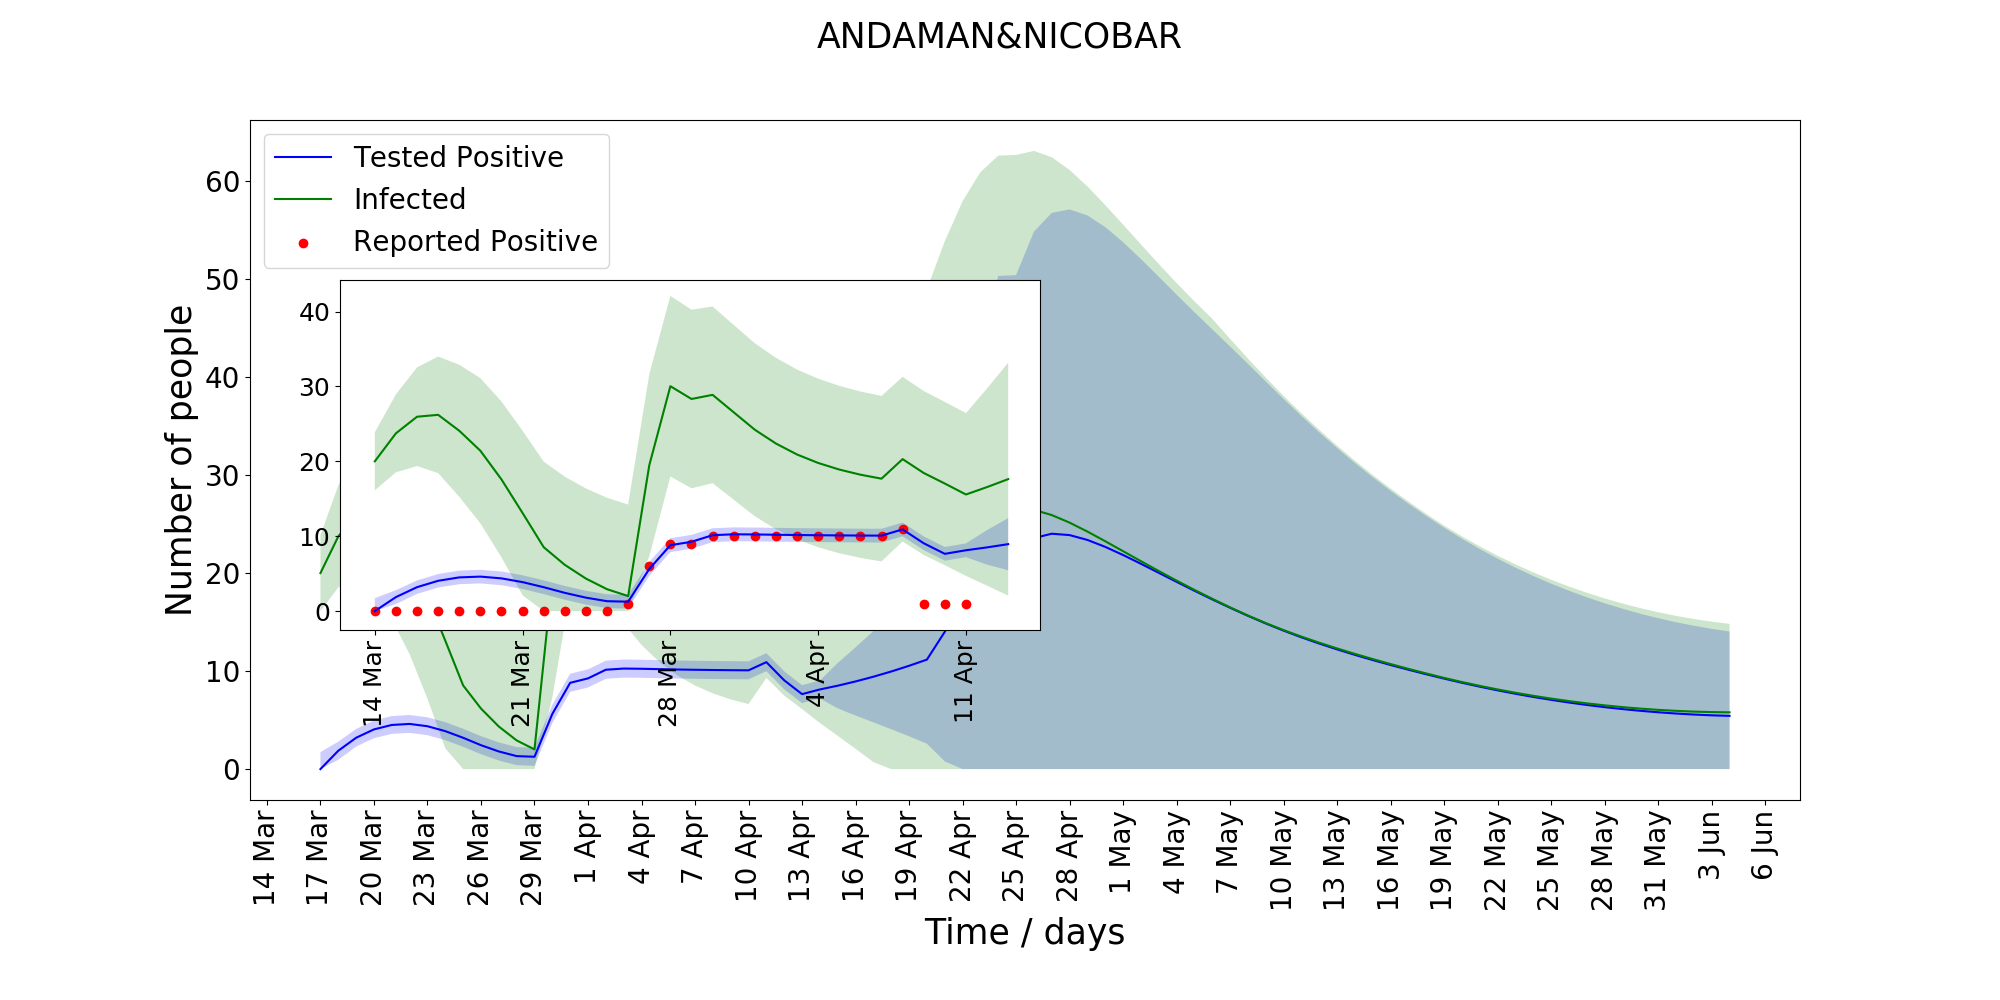 ANDAMAN&NICOBAR
Tested Positive
Infected
Reported Positive
Number of people
60
50
40
30
20
10
0
40
30
20
10
0
14 Mar
21 Mar
28 Mar
4 Apr
11 Apr
14 Mar
17 Mar
20 Mar
23 Mar
26 Mar
29 Mar
1 Apr
4 Apr
7 Apr
10 Apr
13 Apr
16 Apr
19 Apr
22 Apr
25 Apr
28 Apr
1 May
4 May
7 May
10 May
13 May
16 May
19 May
22 May
25 May
28 May
31 May
3 Jun
6 Jun
Time / days